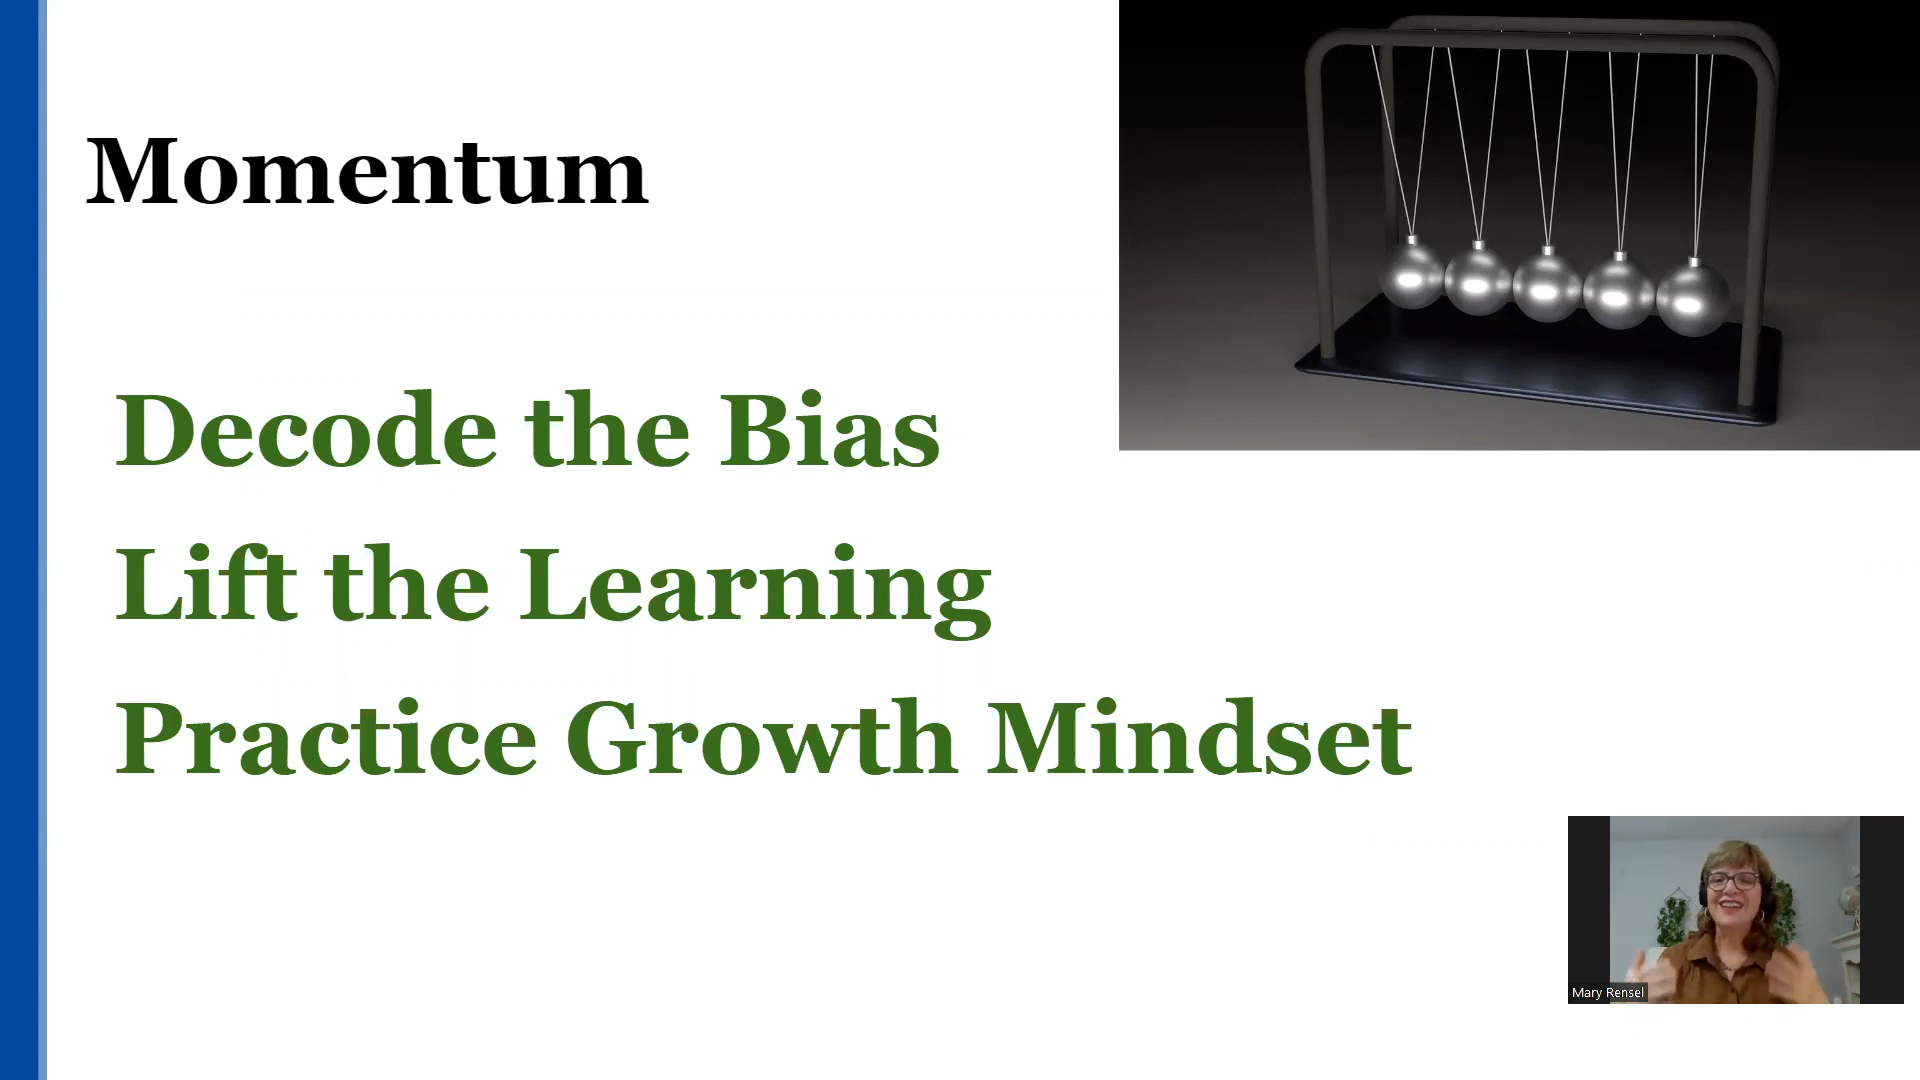 Momentum
Decode the Bias
Lift the Learning
Practice Growth Mindset
Mary Rensel